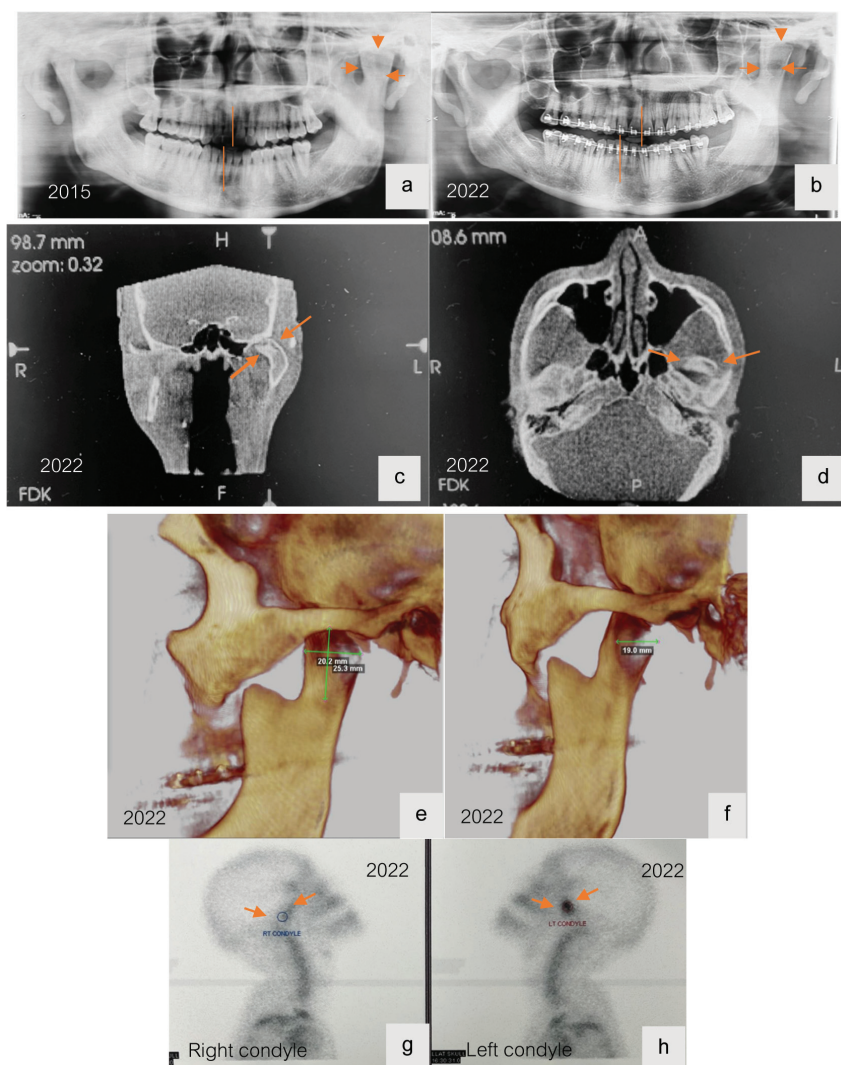 2015
a
2022
b
98.7 mm
zoom: 0.32
H
R
L
2022
FDK
F
c
08.6 mm
A
R
L
2022
FDK
P
d
20.2 mm
25.3 mm
2022
e
19.0 mm
2022
f
2022
RT CONDYLE
Right condyle
g
2022
LT CONDYLE
Left condyle
h